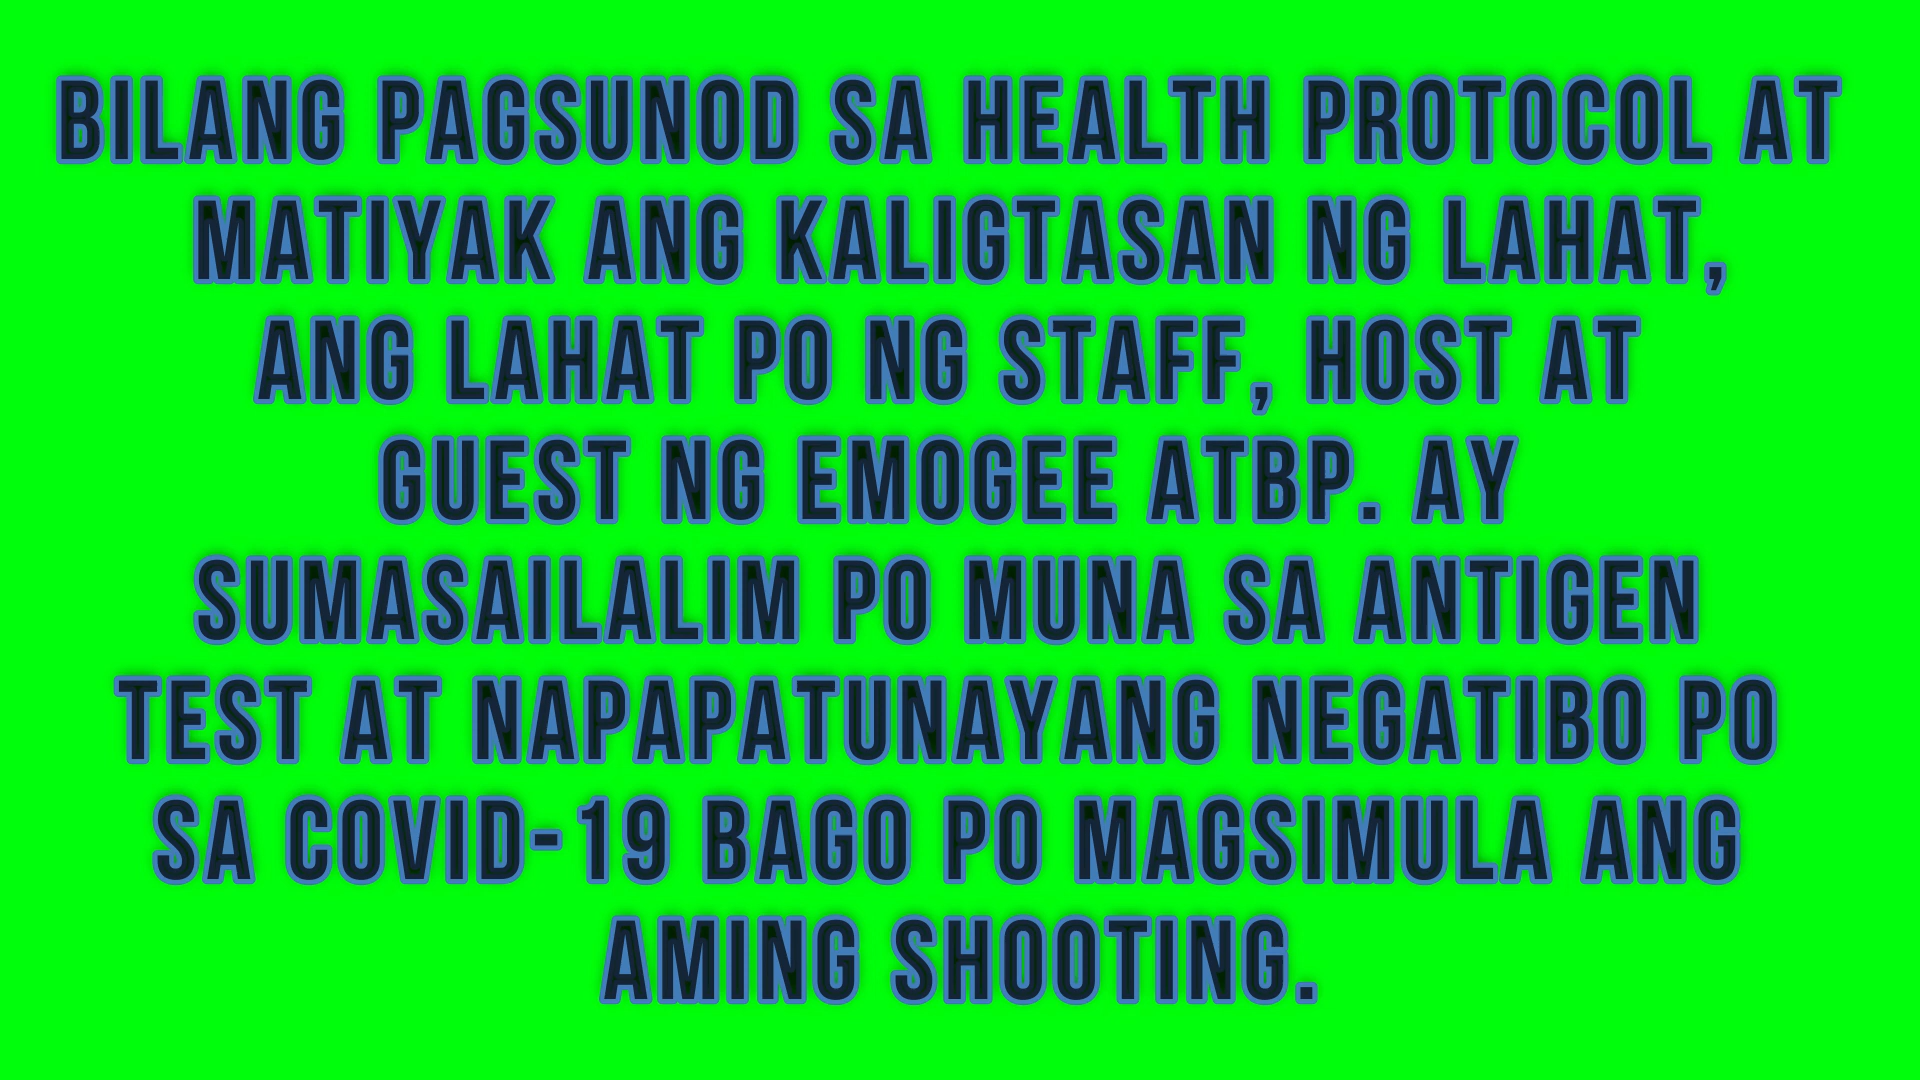 BILANG PAGSUNOD SA HEALTH PROTOCOL AT
MATIYAK ANG KALIGTASAN NG LAHAT,
ANG LAHAT PO NG STAFF, HOST AT
GUEST NG EMOGEE ATBP. AY
SUMASAILALIM PO MUNA SA ANTIGEN
TEST AT NAPAPATUNAYANG NEGATIBO PO
SA COVID-19 BAGO PO MAGSIMULA ANG
AMING SHOOTING.